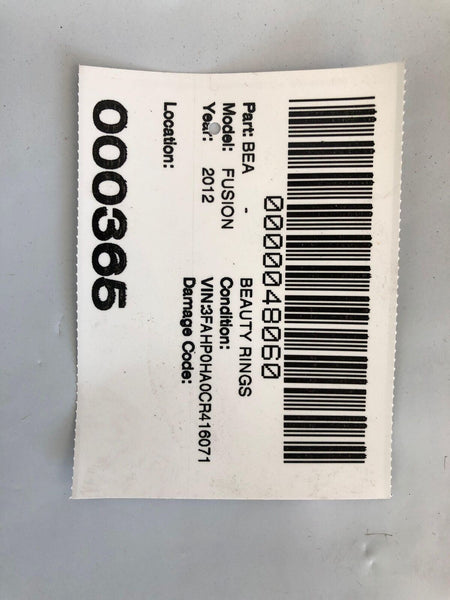 0000048060
Part: BEA - BEAUTY RINGS
Model: FUSION Condition:
Year: 2012 VIN3FAHP0HA0CR416071
Damage Code:
Location:
000365